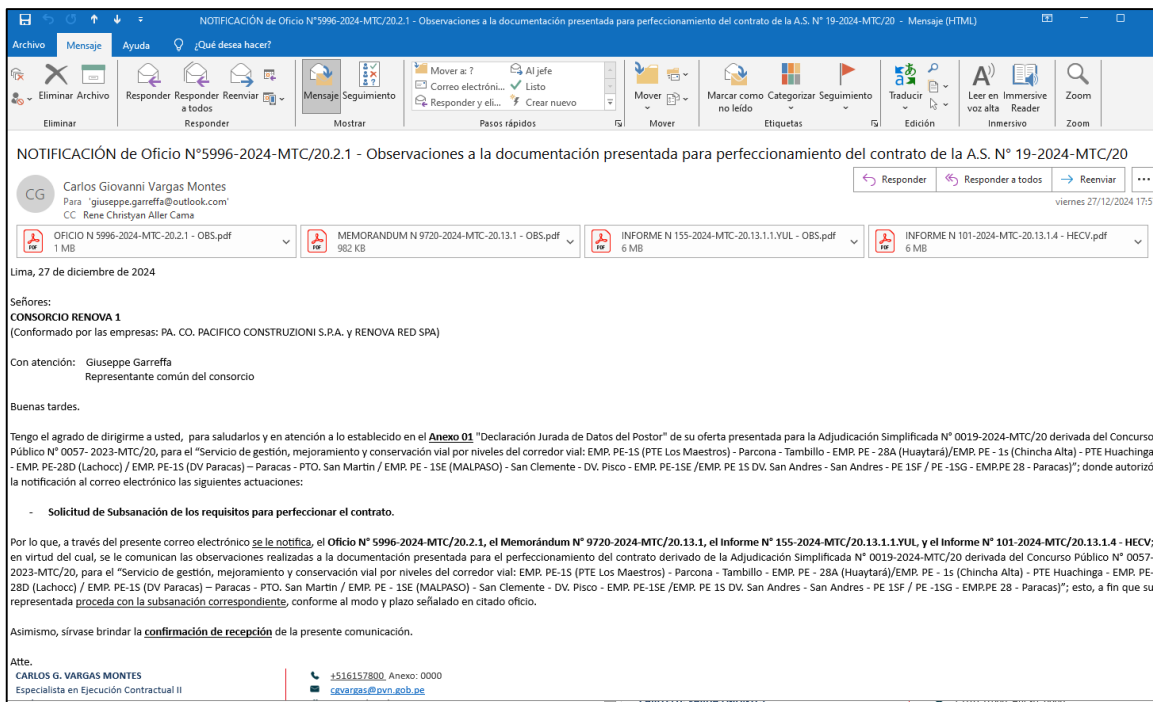 NOTIFICACIÓN de Oficio N°5996-2024-MTC/20.2.1 - Observaciones a la documentación presentada para perfeccionamiento del contrato de la A.S. N° 19-2024-MTC/20 - Mensaje (HTML)
Archivo Mensaje Ayuda ¿Qué desea hacer?
Eliminar Archivo Responder Responder a todos Reenviar Mensaje Seguimiento
Mover a: ? Al jefe
Correo electróni... Listo
Responder y eli... Crear nuevo
Mover Marcar como no leído Categorizar Seguimiento Traducir Leer en voz alta Immersive Reader Zoom
Eliminar Responder Mostrar Pasos rápidos Mover Etiquetas Edición Inmersivo Zoom
NOTIFICACIÓN de Oficio N°5996-2024-MTC/20.2.1 - Observaciones a la documentación presentada para perfeccionamiento del contrato de la A.S. N° 19-2024-MTC/20
CG
Carlos Giovanni Vargas Montes
Para 'giuseppe.garreffa@outlook.com'
CC Rene Christyan Aller Cama
Responder Responder a todos Reenviar ...
viernes 27/12/2024 17:5
OFICIO N 5996-2024-MTC-20.2.1 - OBS.pdf
1 MB
MEMORANDUM N 9720-2024-MTC-20.13.1 - OBS.pdf
982 KB
INFORME N 155-2024-MTC-20.13.1.1.YUL - OBS.pdf
6 MB
INFORME N 101-2024-MTC-20.13.1.4 - HECV.pdf
6 MB
Lima, 27 de diciembre de 2024
Señores:
CONSORCIO RENOVA 1
(Conformado por las empresas: PA. CO. PACIFICO CONSTRUZIONI S.P.A. y RENOVA RED SPA)
Con atención: Giuseppe Garreffa
Representante común del consorcio
Buenas tardes.
Tengo el agrado de dirigirme a usted, para saludarlos y en atención a lo establecido en el Anexo 01 "Declaración Jurada de Datos del Postor" de su oferta presentada para la Adjudicación Simplificada N° 0019-2024-MTC/20 derivada del Concurso
Público N° 0057- 2023-MTC/20, para el “Servicio de gestión, mejoramiento y conservación vial por niveles del corredor vial: EMP. PE-1S (PTE Los Maestros) - Parcona - Tambillo - EMP. PE - 28A (Huaytará)/EMP. PE - 1s (Chincha Alta) - PTE Huachinga
- EMP. PE-28D (Lachocc) / EMP. PE-1S (DV Paracas) – Paracas - PTO. San Martin / EMP. PE - 1SE (MALPASO) - San Clemente - DV. Pisco - EMP. PE-1SE /EMP. PE 1S DV. San Andres - San Andres - PE 1SF / PE -1SG - EMP.PE 28 - Paracas)”; donde autorizó
la notificación al correo electrónico las siguientes actuaciones:
- Solicitud de Subsanación de los requisitos para perfeccionar el contrato.
Por lo que, a través del presente correo electrónico se le notifica, el Oficio N° 5996-2024-MTC/20.2.1, el Memorándum N° 9720-2024-MTC/20.13.1, el Informe N° 155-2024-MTC/20.13.1.1.YUL, y el Informe N° 101-2024-MTC/20.13.1.4 - HECV;
en virtud del cual, se le comunican las observaciones realizadas a la documentación presentada para el perfeccionamiento del contrato derivado de la Adjudicación Simplificada N° 0019-2024-MTC/20 derivada del Concurso Público N° 0057-
2023-MTC/20, para el “Servicio de gestión, mejoramiento y conservación vial por niveles del corredor vial: EMP. PE-1S (PTE Los Maestros) - Parcona - Tambillo - EMP. PE - 28A (Huaytará)/EMP. PE - 1s (Chincha Alta) - PTE Huachinga - EMP. PE-
28D (Lachocc) / EMP. PE-1S (DV Paracas) – Paracas - PTO. San Martin / EMP. PE - 1SE (MALPASO) - San Clemente - DV. Pisco - EMP. PE-1SE /EMP. PE 1S DV. San Andres - San Andres - PE 1SF / PE -1SG - EMP.PE 28 - Paracas)”; esto, a fin que su
representada proceda con la subsanación correspondiente, conforme al modo y plazo señalado en citado oficio.
Asimismo, sírvase brindar la confirmación de recepción de la presente comunicación.
Atte.
CARLOS G. VARGAS MONTES
Especialista en Ejecución Contractual II
+516157800 Anexo: 0000
cgvargas@pvn.gob.pe